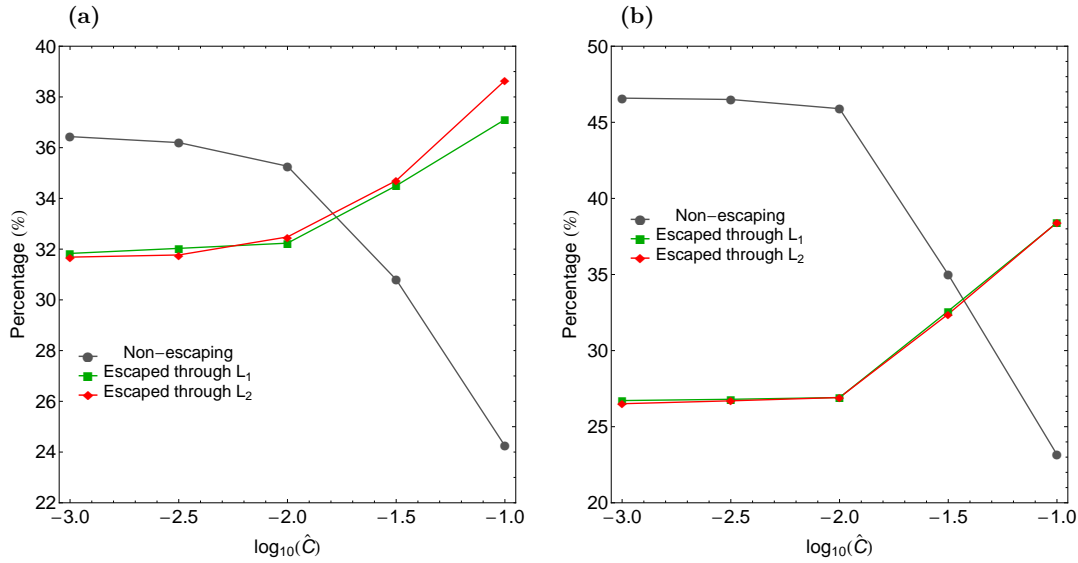 (a)
40
38
36
34
32
30
28
26
24
22
Percentage (%)
Non−escaping
Escaped through L₁
Escaped through L₂
−3.0 −2.5 −2.0 −1.5 −1.0
log₁₀(Ĉ)
(b)
50
45
40
35
30
25
20
Percentage (%)
Non−escaping
Escaped through L₁
Escaped through L₂
−3.0 −2.5 −2.0 −1.5 −1.0
log₁₀(Ĉ)